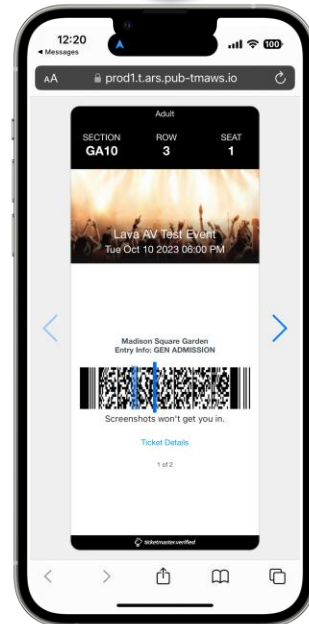 12:20
◀ Messages
100
AA prod1.t.ars.pub-tmaws.io
Adult
SECTION ROW SEAT
GA10 3 1
Lava AV Test Event
Tue Oct 10 2023 06:00 PM
Madison Square Garden
Entry Info: GEN ADMISSION
Screenshots won't get you in.
Ticket Details
1 of 2
ticketmaster.verified